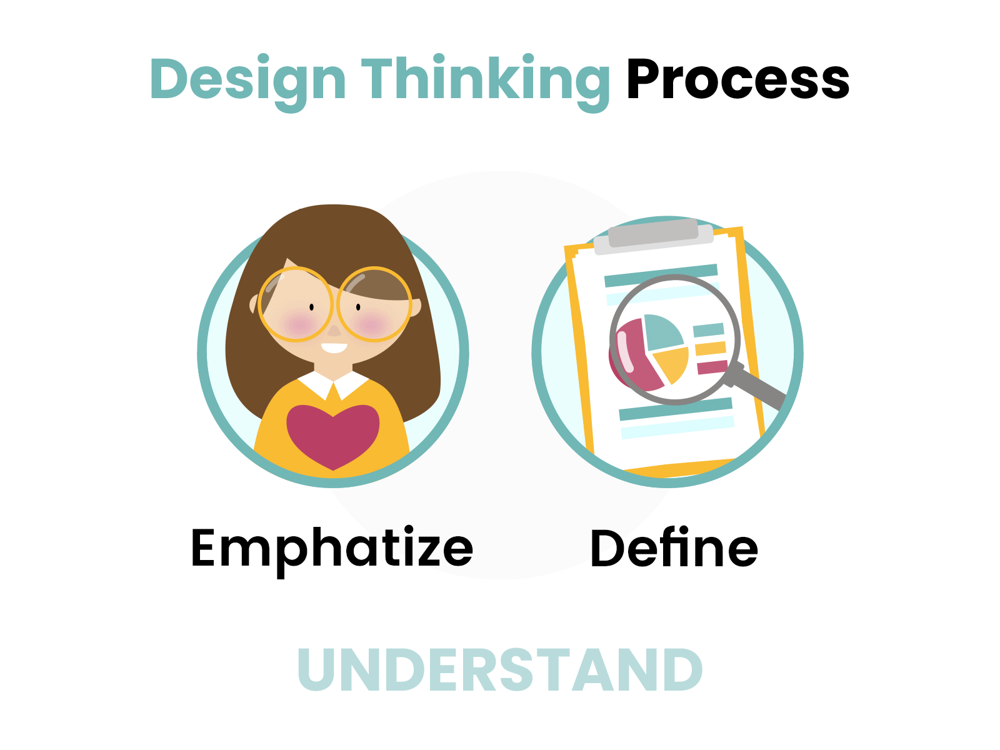 Design Thinking Process
Emphatize
Define
UNDERSTAND